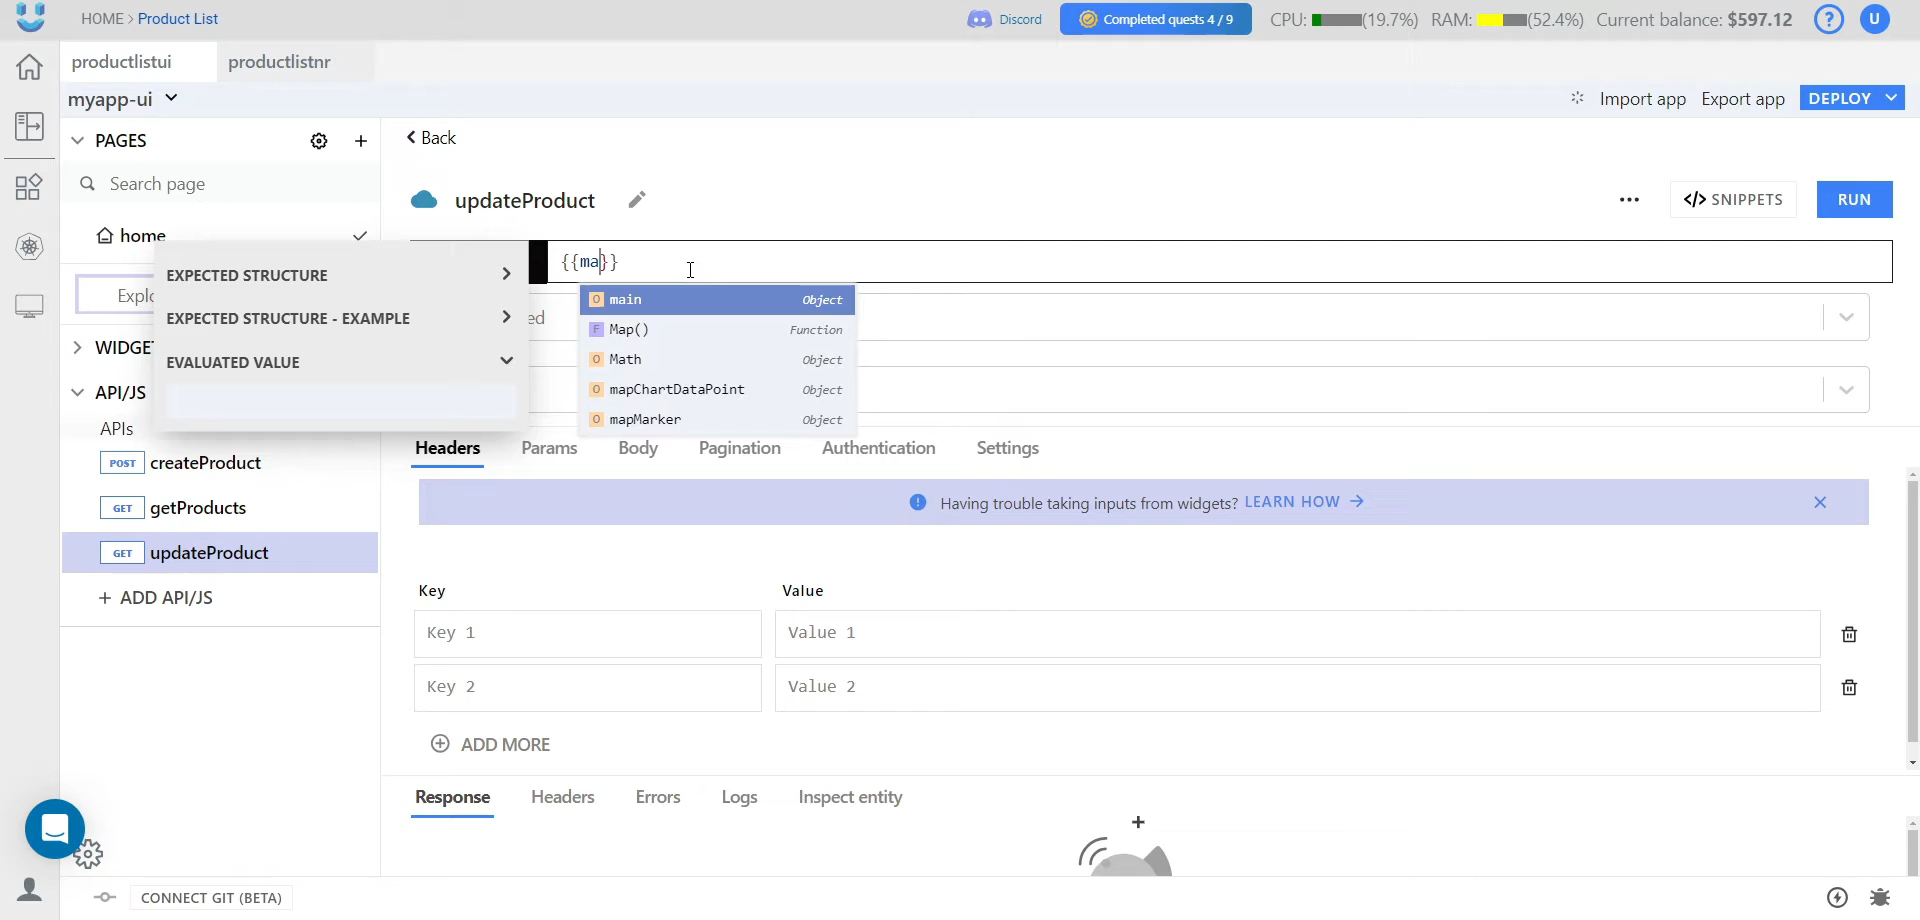 HOME > Product List
Discord
Completed quests 4 / 9
CPU: (19.7%) RAM: (52.4%) Current balance: $597.12
?
U
productlistui
productlistnr
myapp-ui
Import app
Export app
DEPLOY
PAGES
Back
Search page
updateProduct
</> SNIPPETS
RUN
home
{{ma}}
EXPECTED STRUCTURE
EXPECTED STRUCTURE - EXAMPLE
EVALUATED VALUE
O main Object
F Map() Function
O Math Object
O mapChartDataPoint Object
O mapMarker Object
API/JS
APIs
POST createProduct
GET getProducts
GET updateProduct
+ ADD API/JS
Headers
Params
Body
Pagination
Authentication
Settings
Having trouble taking inputs from widgets? LEARN HOW
Key
Value
Key 1
Value 1
Key 2
Value 2
ADD MORE
Response
Headers
Errors
Logs
Inspect entity
CONNECT GIT (BETA)